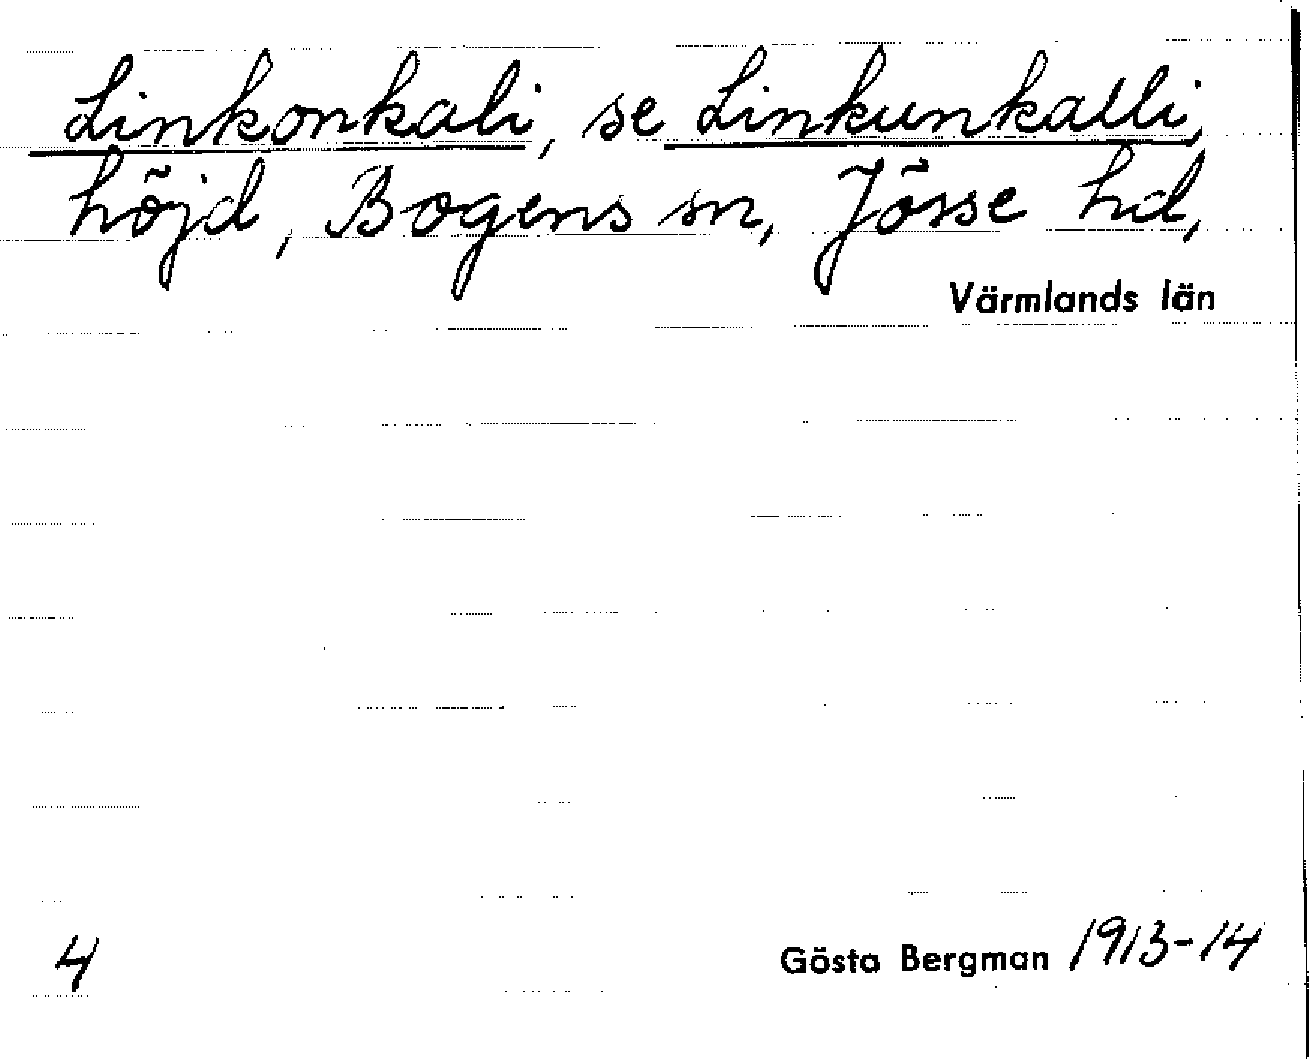 Linkonkali, se Linkunkalli,
höjd, Bogens sn, Jösse hd,
Värmlands län
4
Gösta Bergman 1913-14